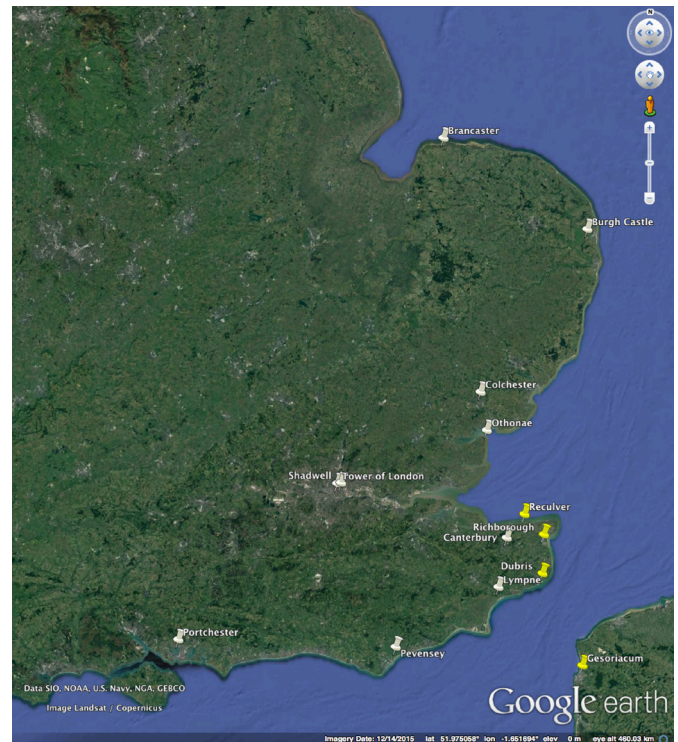 N
Brancaster
Burgh Castle
Colchester
Othonae
Shadwell Tower of London
Reculver
Richborough
Canterbury
Dubris
Lympne
Portchester
Pevensey
Gesoriacum
Data SIO, NOAA, U.S. Navy, NGA, GEBCO
Image Landsat / Copernicus
Google earth
Imagery Date: 12/14/2015 lat 51.975058° lon -1.651694° elev 0 m eye alt 460.03 km